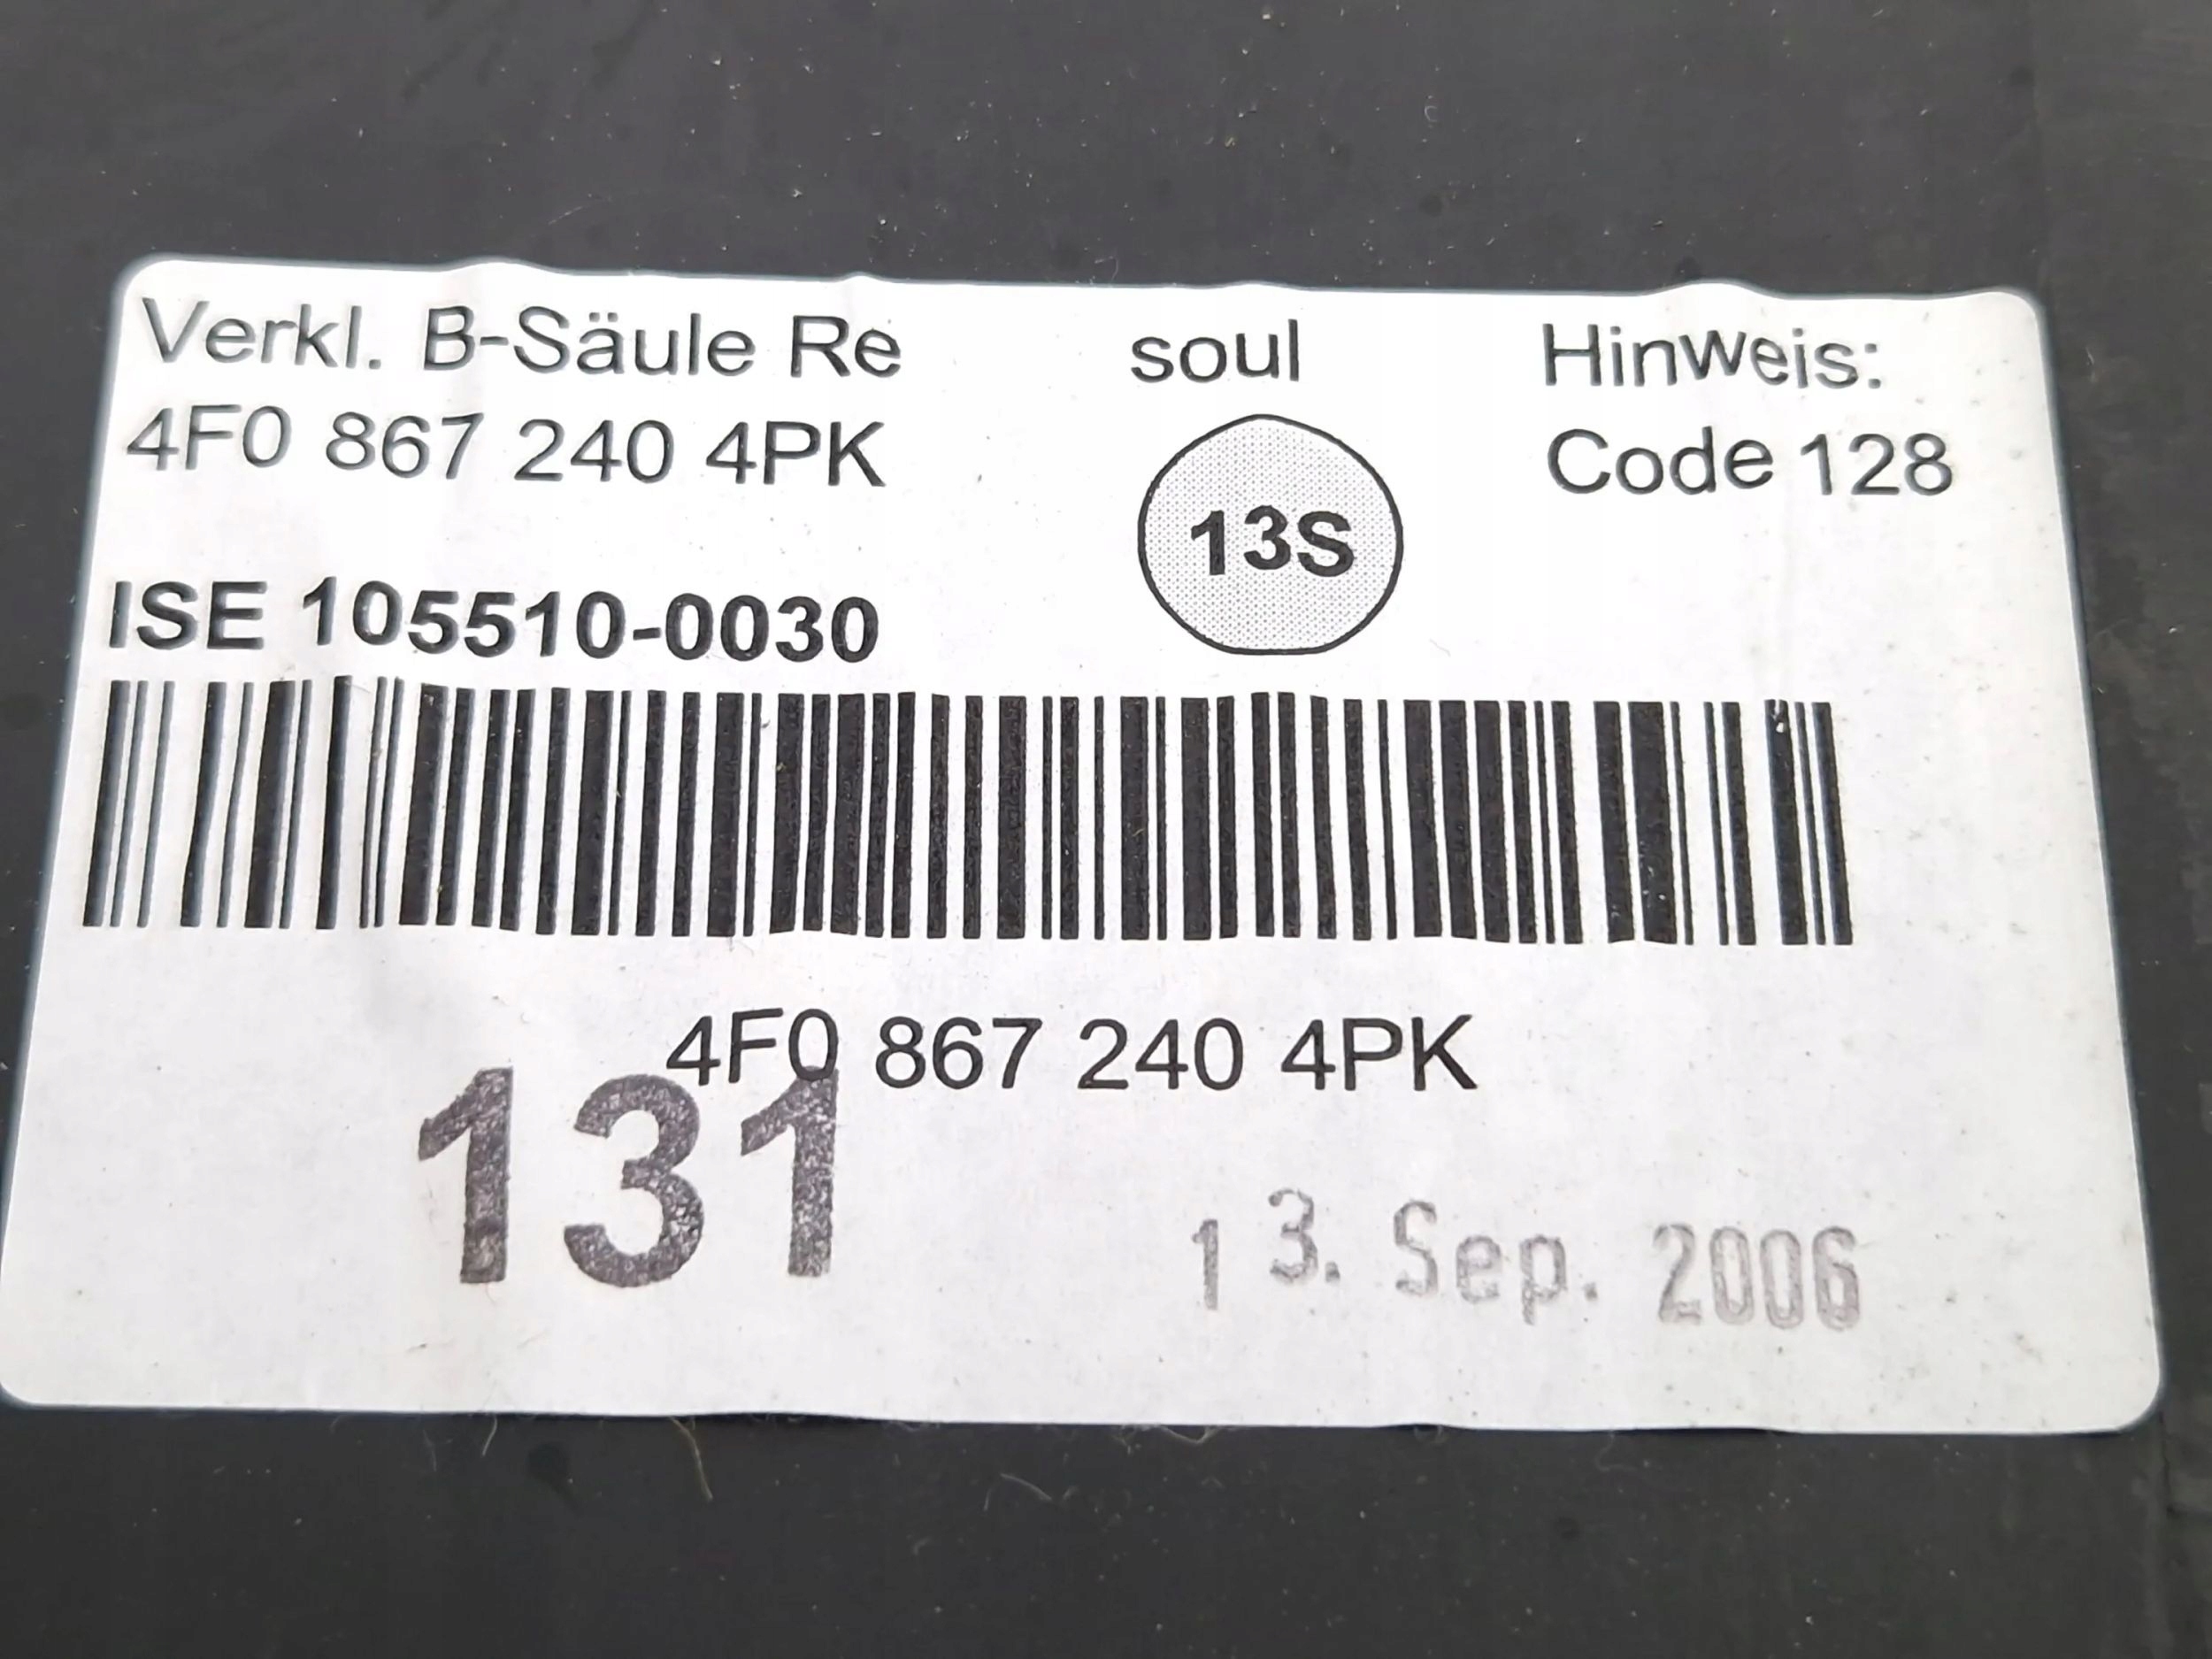 Verkl. B-Säule Re soul Hinweis:
4F0 867 240 4PK Code 128
13S
ISE 105510-0030
4F0 867 240 4PK
131
13. Sep. 2006